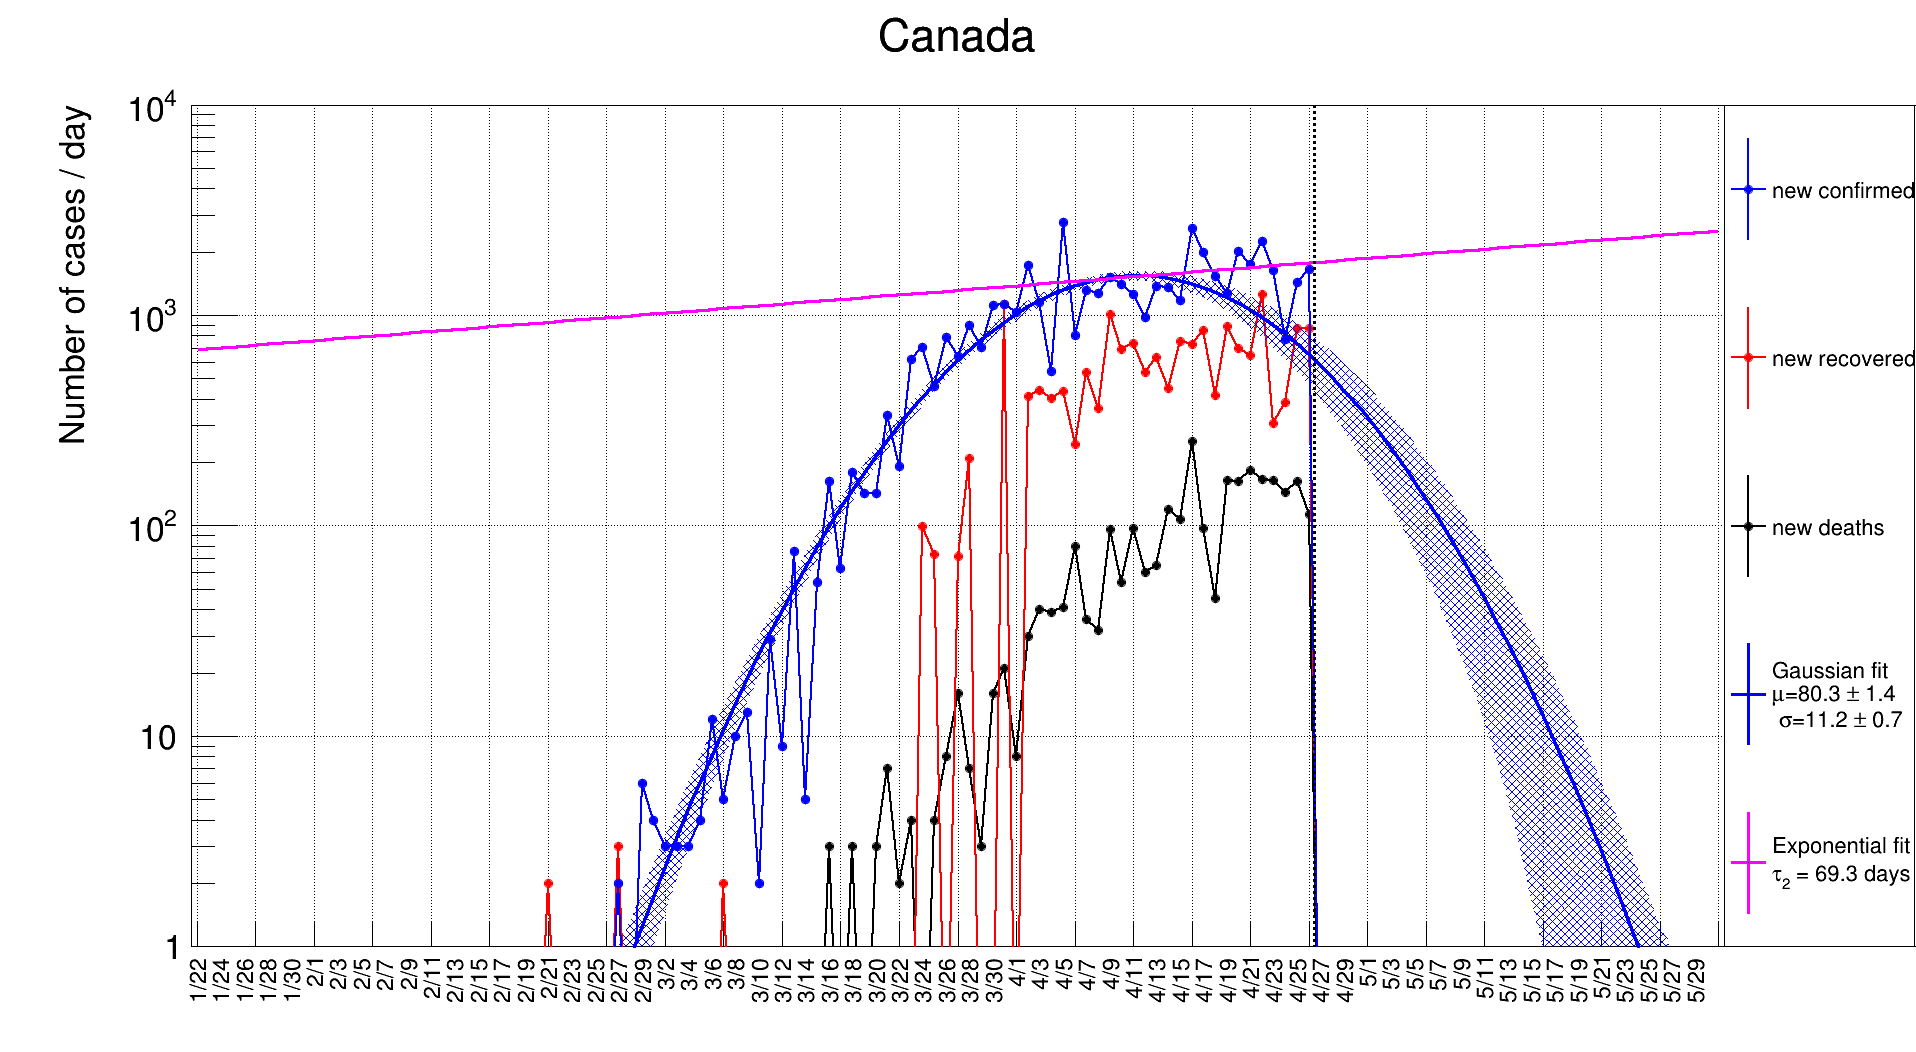 Canada
Number of cases / day
10⁴
10³
10²
10
1
1/22 1/24 1/26 1/28 1/30 2/1 2/3 2/5 2/7 2/9 2/11 2/13 2/15 2/17 2/19 2/21 2/23 2/25 2/27 2/29 3/2 3/4 3/6 3/8 3/10 3/12 3/14 3/16 3/18 3/20 3/22 3/24 3/26 3/28 3/30 4/1 4/3 4/5 4/7 4/9 4/11 4/13 4/15 4/17 4/19 4/21 4/23 4/25 4/27 4/29 5/1 5/3 5/5 5/7 5/9 5/11 5/13 5/15 5/17 5/19 5/21 5/23 5/25 5/27 5/29
new confirmed
new recovered
new deaths
Gaussian fit
μ=80.3 ± 1.4
σ=11.2 ± 0.7
Exponential fit
τ₂ = 69.3 days